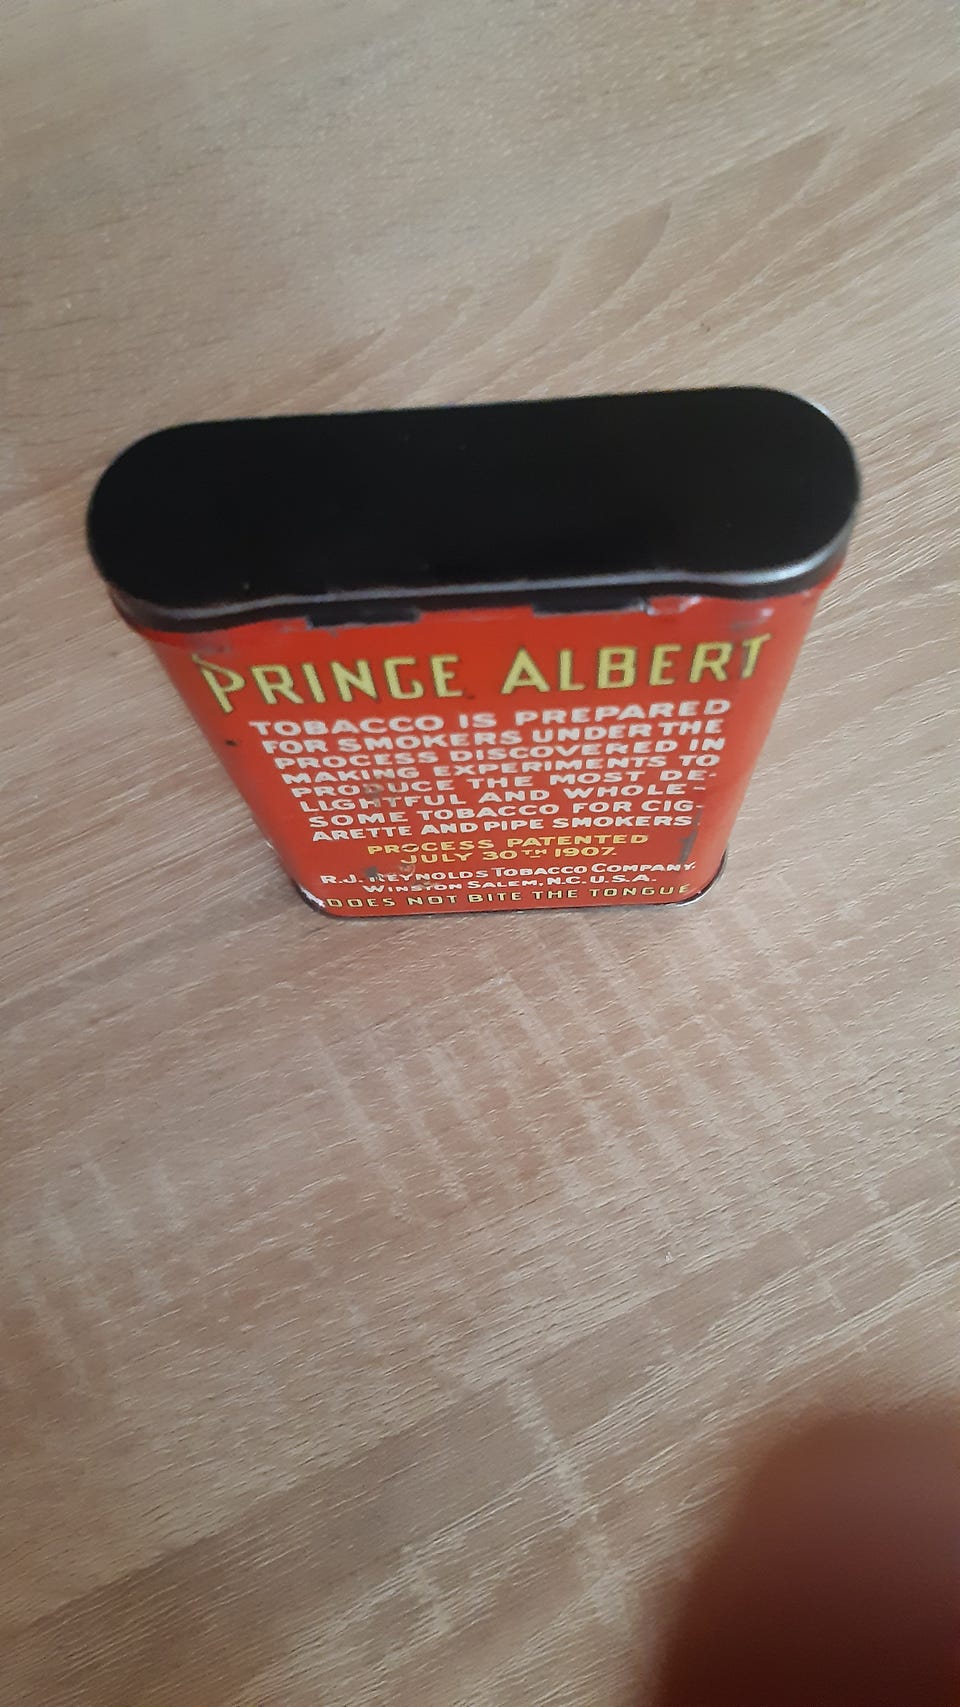 PRINCE ALBERT
TOBACCO IS PREPARED
FOR SMOKERS UNDER THE
PROCESS DISCOVERED IN
MAKING EXPERIMENTS TO
PRODUCE THE MOST DE-
LIGHTFUL AND WHOLE-
SOME TOBACCO FOR CIG-
ARETTE AND PIPE SMOKERS.
PROCESS PATENTED
JULY 30TH 1907.
R.J. REYNOLDS TOBACCO COMPANY.
WINSTON SALEM, N.C. U.S.A.
DOES NOT BITE THE TONGUE